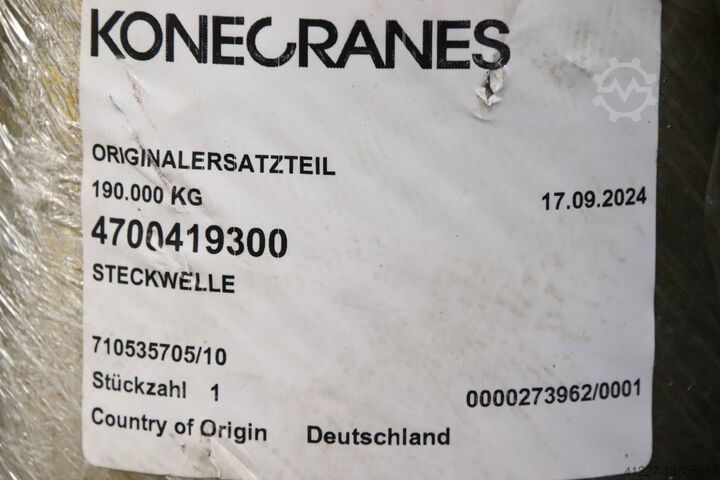 KONECRANES
ORIGINALERSATZTEIL
190.000 KG
17.09.2024
4700419300
STECKWELLE
710535705/10
Stückzahl 1
0000273962/0001
Country of Origin Deutschland